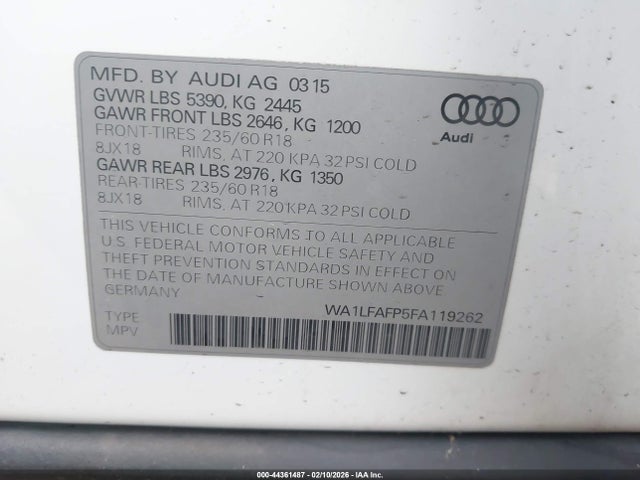 MFD. BY AUDI AG 0315
GVWR LBS 5390, KG 2445
GAWR FRONT LBS 2646, KG 1200
FRONT-TIRES 235/60 R18
8JX18 RIMS, AT 220 KPA 32 PSI COLD
GAWR REAR LBS 2976, KG 1350
REAR-TIRES 235/60 R18
8JX18 RIMS, AT 220 KPA 32 PSI COLD
Audi
THIS VEHICLE CONFORMS TO ALL APPLICABLE
U.S. FEDERAL MOTOR VEHICLE SAFETY AND
THEFT PREVENTION STANDARDS IN EFFECT ON
THE DATE OF MANUFACTURE SHOWN ABOVE
GERMANY
WA1LFAFP5FA119262
TYPE
MPV
000-44361487 - 02/10/2026 - IAA Inc.